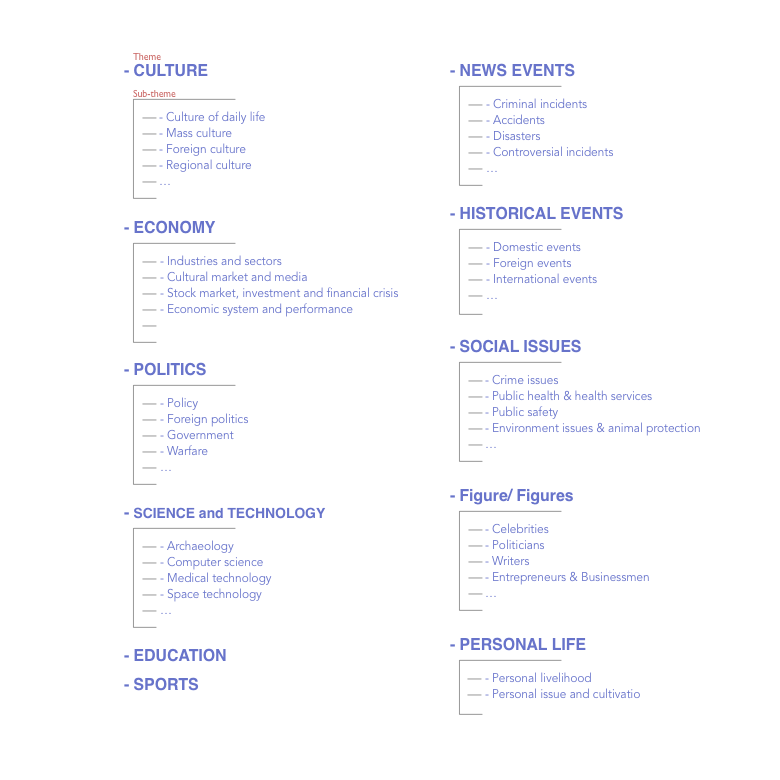 Theme
- CULTURE
Sub-theme
- Culture of daily life
- Mass culture
- Foreign culture
- Regional culture
...
- ECONOMY
- Industries and sectors
- Cultural market and media
- Stock market, investment and financial crisis
- Economic system and performance
- POLITICS
- Policy
- Foreign politics
- Government
- Warfare
...
- SCIENCE and TECHNOLOGY
- Archaeology
- Computer science
- Medical technology
- Space technology
...
- EDUCATION
- SPORTS
- NEWS EVENTS
- Criminal incidents
- Accidents
- Disasters
- Controversial incidents
...
- HISTORICAL EVENTS
- Domestic events
- Foreign events
- International events
...
- SOCIAL ISSUES
- Crime issues
- Public health & health services
- Public safety
- Environment issues & animal protection
...
- Figure/ Figures
- Celebrities
- Politicians
- Writers
- Entrepreneurs & Businessmen
...
- PERSONAL LIFE
- Personal livelihood
- Personal issue and cultivatio